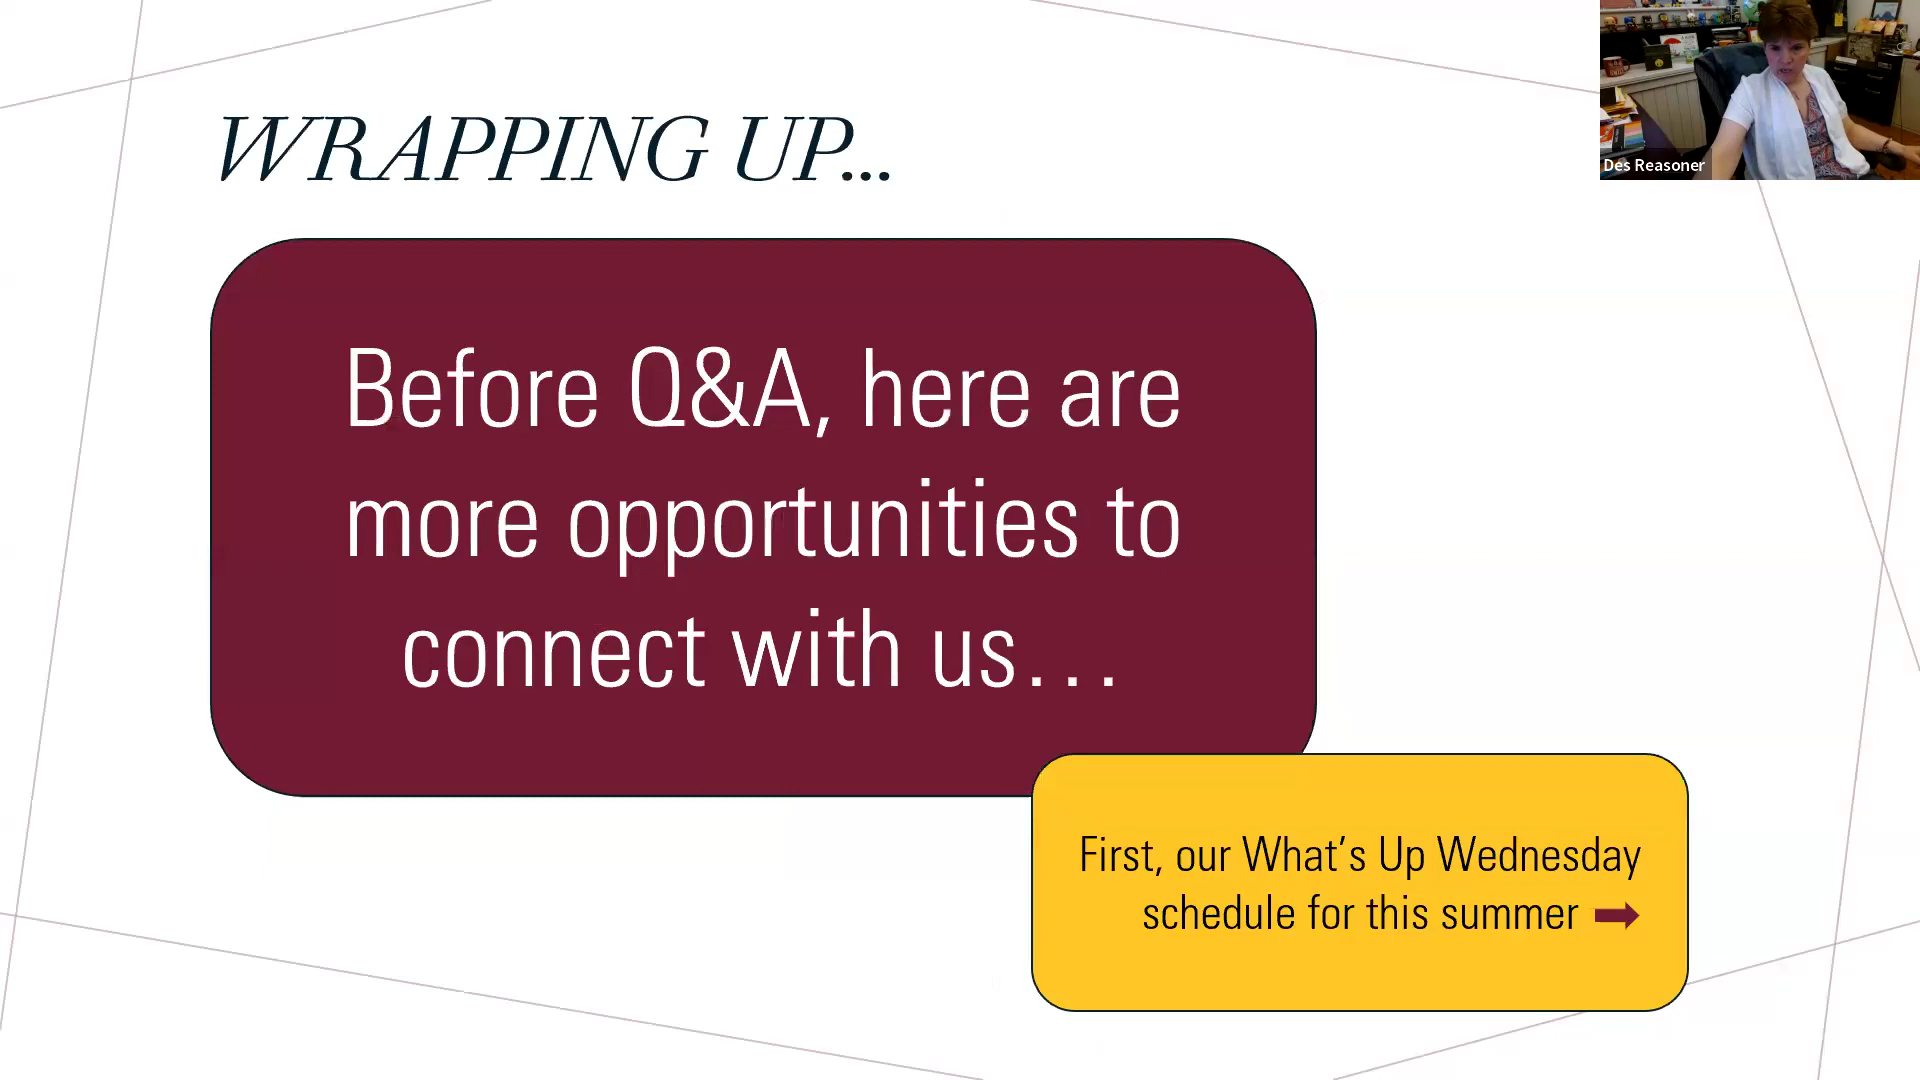 WRAPPING UP...
Before Q&A, here are
more opportunities to
connect with us...
First, our What's Up Wednesday
schedule for this summer ➡
Des Reasoner